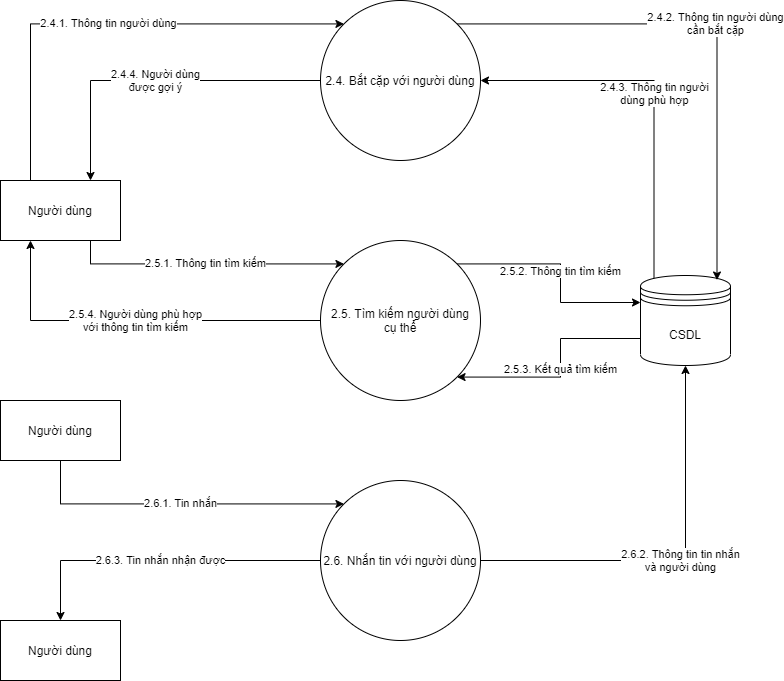 2.4.1. Thông tin người dùng
2.4.2. Thông tin người dùng
cần bắt cặp
2.4.4. Người dùng
được gợi ý
2.4. Bắt cặp với người dùng
2.4.3. Thông tin người
dùng phù hợp
Người dùng
2.5.1. Thông tin tìm kiếm
2.5.2. Thông tin tìm kiếm
2.5.4. Người dùng phù hợp
với thông tin tìm kiếm
2.5. Tìm kiếm người dùng
cụ thể
CSDL
2.5.3. Kết quả tìm kiếm
Người dùng
2.6.1. Tin nhắn
2.6.3. Tin nhắn nhận được
2.6. Nhắn tin với người dùng
2.6.2. Thông tin tin nhắn
và người dùng
Người dùng